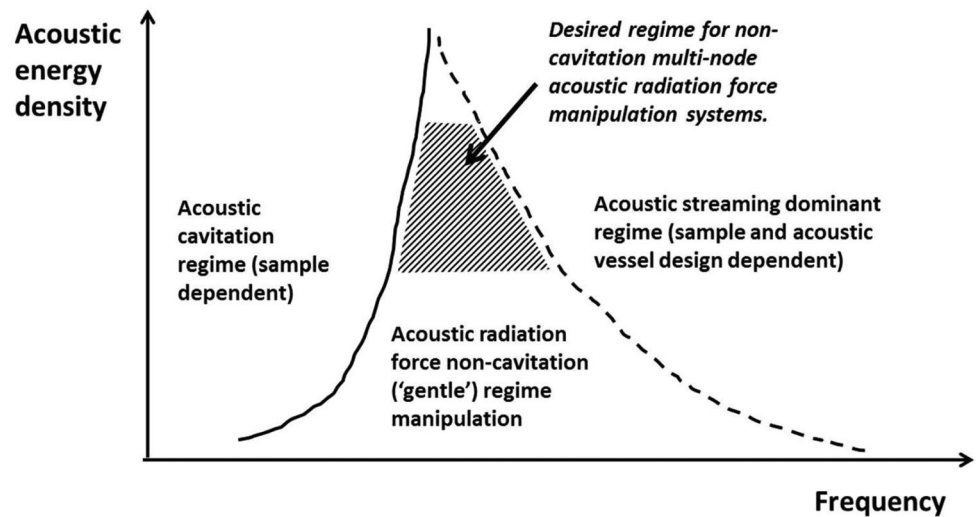 Acoustic
energy
density
Desired regime for non-
cavitation multi-node
acoustic radiation force
manipulation systems.
Acoustic
cavitation
regime (sample
dependent)
Acoustic streaming dominant
regime (sample and acoustic
vessel design dependent)
Acoustic radiation
force non-cavitation
(‘gentle’) regime
manipulation
Frequency